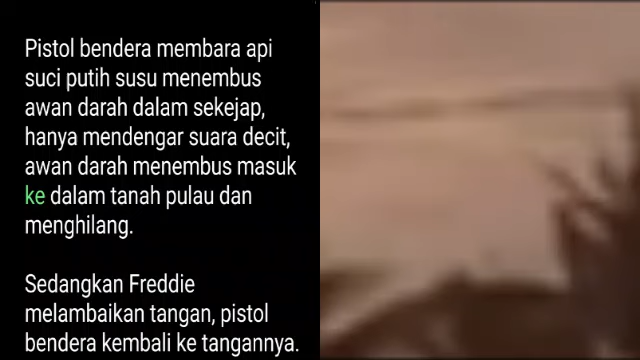 Pistol bendera membara api
suci putih susu menembus
awan darah dalam sekejap,
hanya mendengar suara decit,
awan darah menembus masuk
ke dalam tanah pulau dan
menghilang.
Sedangkan Freddie
melambaikan tangan, pistol
bendera kembali ke tangannya.